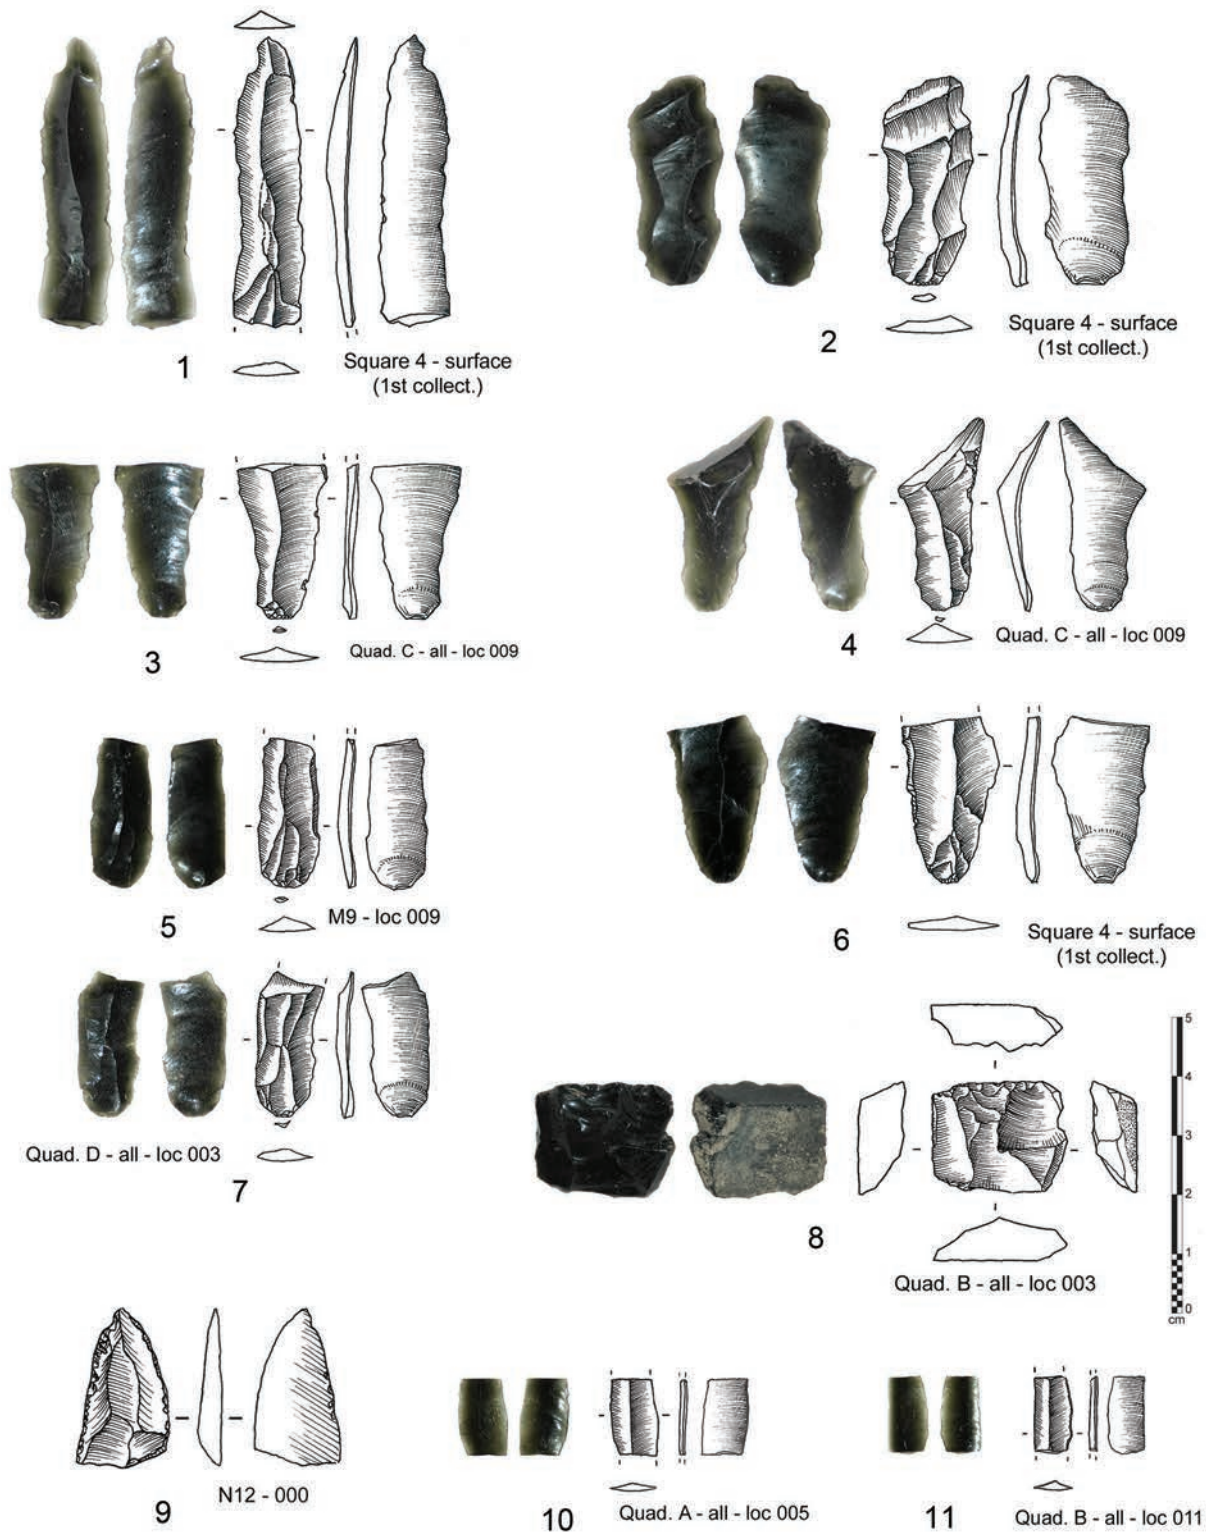 1
Square 4 - surface
(1st collect.)
2
Square 4 - surface
(1st collect.)
3
Quad. C - all - loc 009
4
Quad. C - all - loc 009
5
M9 - loc 009
6
Square 4 - surface
(1st collect.)
7
Quad. D - all - loc 003
8
Quad. B - all - loc 003
5
4
3
2
1
0
cm
9
N12 - 000
10
Quad. A - all - loc 005
11
Quad. B - all - loc 011